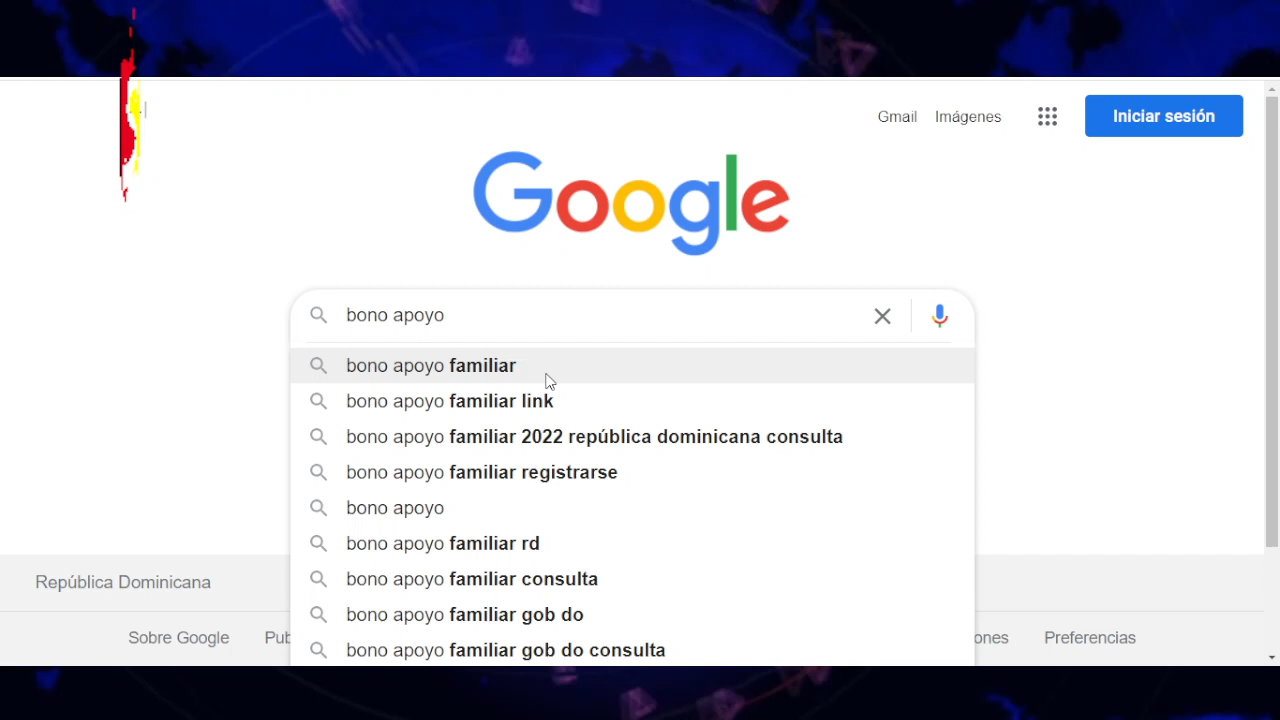 Gmail Imágenes Iniciar sesión
Google
bono apoyo
bono apoyo familiar
bono apoyo familiar link
bono apoyo familiar 2022 república dominicana consulta
bono apoyo familiar registrarse
bono apoyo
bono apoyo familiar rd
bono apoyo familiar consulta
República Dominicana
bono apoyo familiar gob do
Sobre Google Pub ones Preferencias
bono apoyo familiar gob do consulta